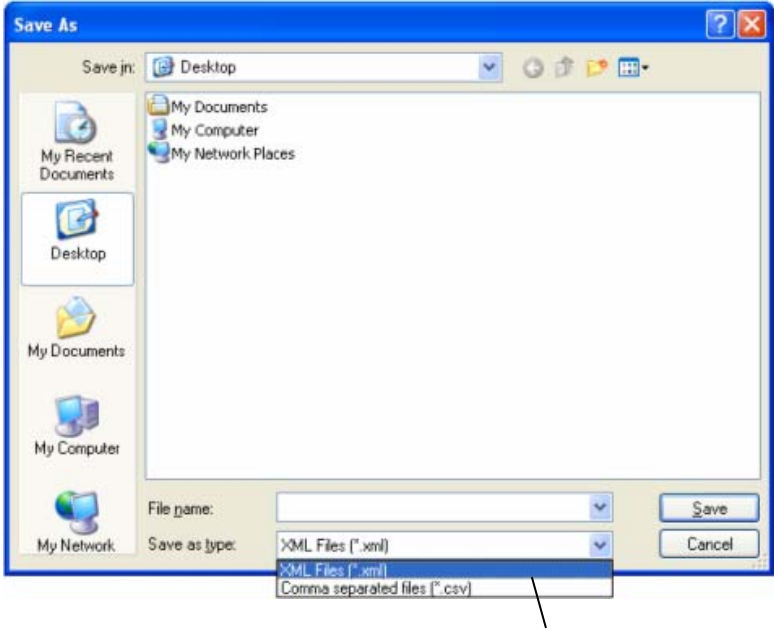 Save As
Save in:
Desktop
My Recent
Documents
Desktop
My Documents
My Computer
My Network
My Documents
My Computer
My Network Places
File name:
Save
Save as type:
XML Files (*.xml)
Cancel
XML Files (*.xml)
Comma separated files (*.csv)